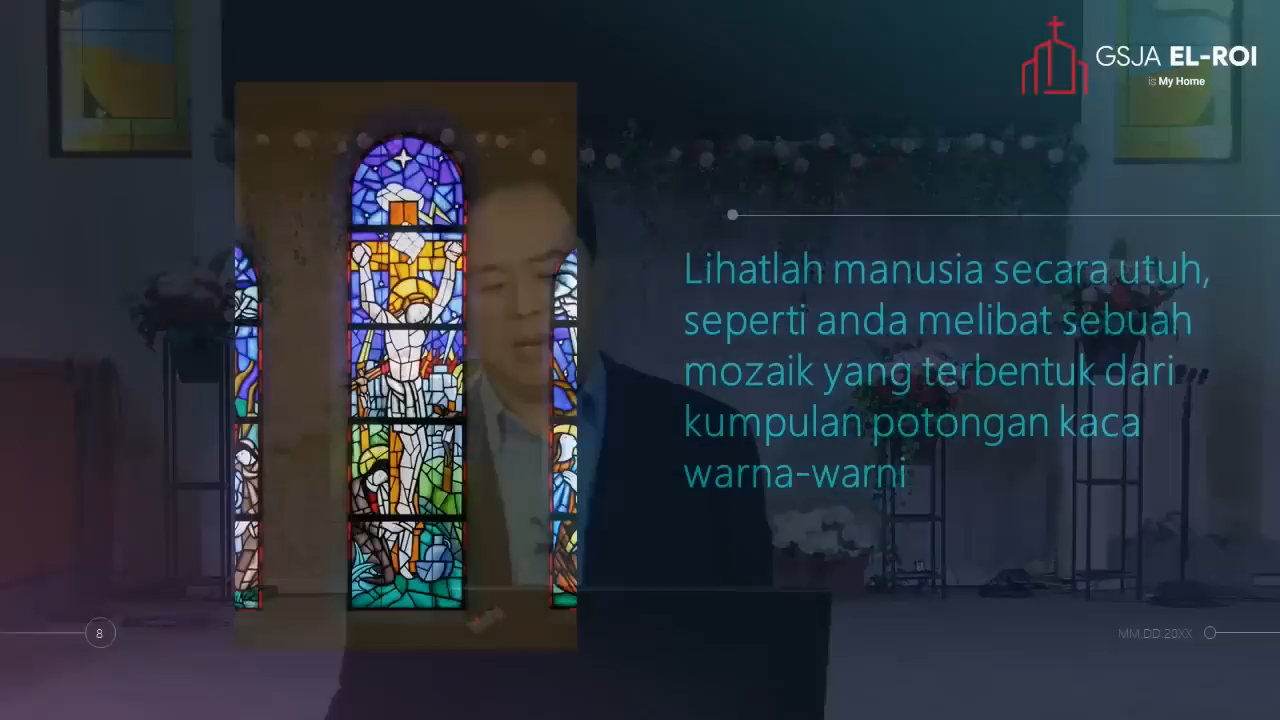 GSJA EL-ROI
is My Home
Lihatlah manusia secara utuh,
seperti anda melibat sebuah
mozaik yang terbentuk dari
kumpulan potongan kaca
warna-warni
8
MM.DD.20XX